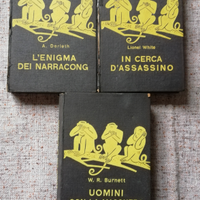 A. Derleth
L'ENIGMA
DEI NARRACONG
Lionel White
IN CERCA
D'ASSASSINO
W. R. Burnett
UOMINI